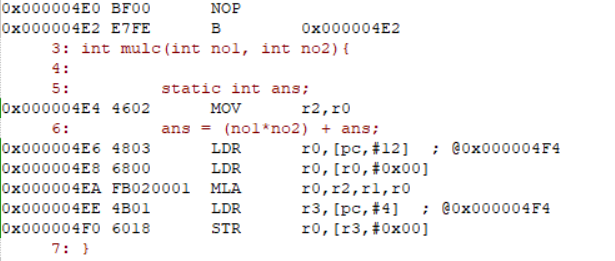 0x000004E0 BF00      NOP
0x000004E2 E7FE      B         0x000004E2
     3: int mulc(int no1, int no2){
     4:
     5:         static int ans;
0x000004E4 4602      MOV       r2,r0
     6:         ans = (no1*no2) + ans;
0x000004E6 4803      LDR       r0,[pc,#12]  ; @0x000004F4
0x000004E8 6800      LDR       r0,[r0,#0x00]
0x000004EA FB020001  MLA       r0,r2,r1,r0
0x000004EE 4B01      LDR       r3,[pc,#4]   ; @0x000004F4
0x000004F0 6018      STR       r0,[r3,#0x00]
     7: }